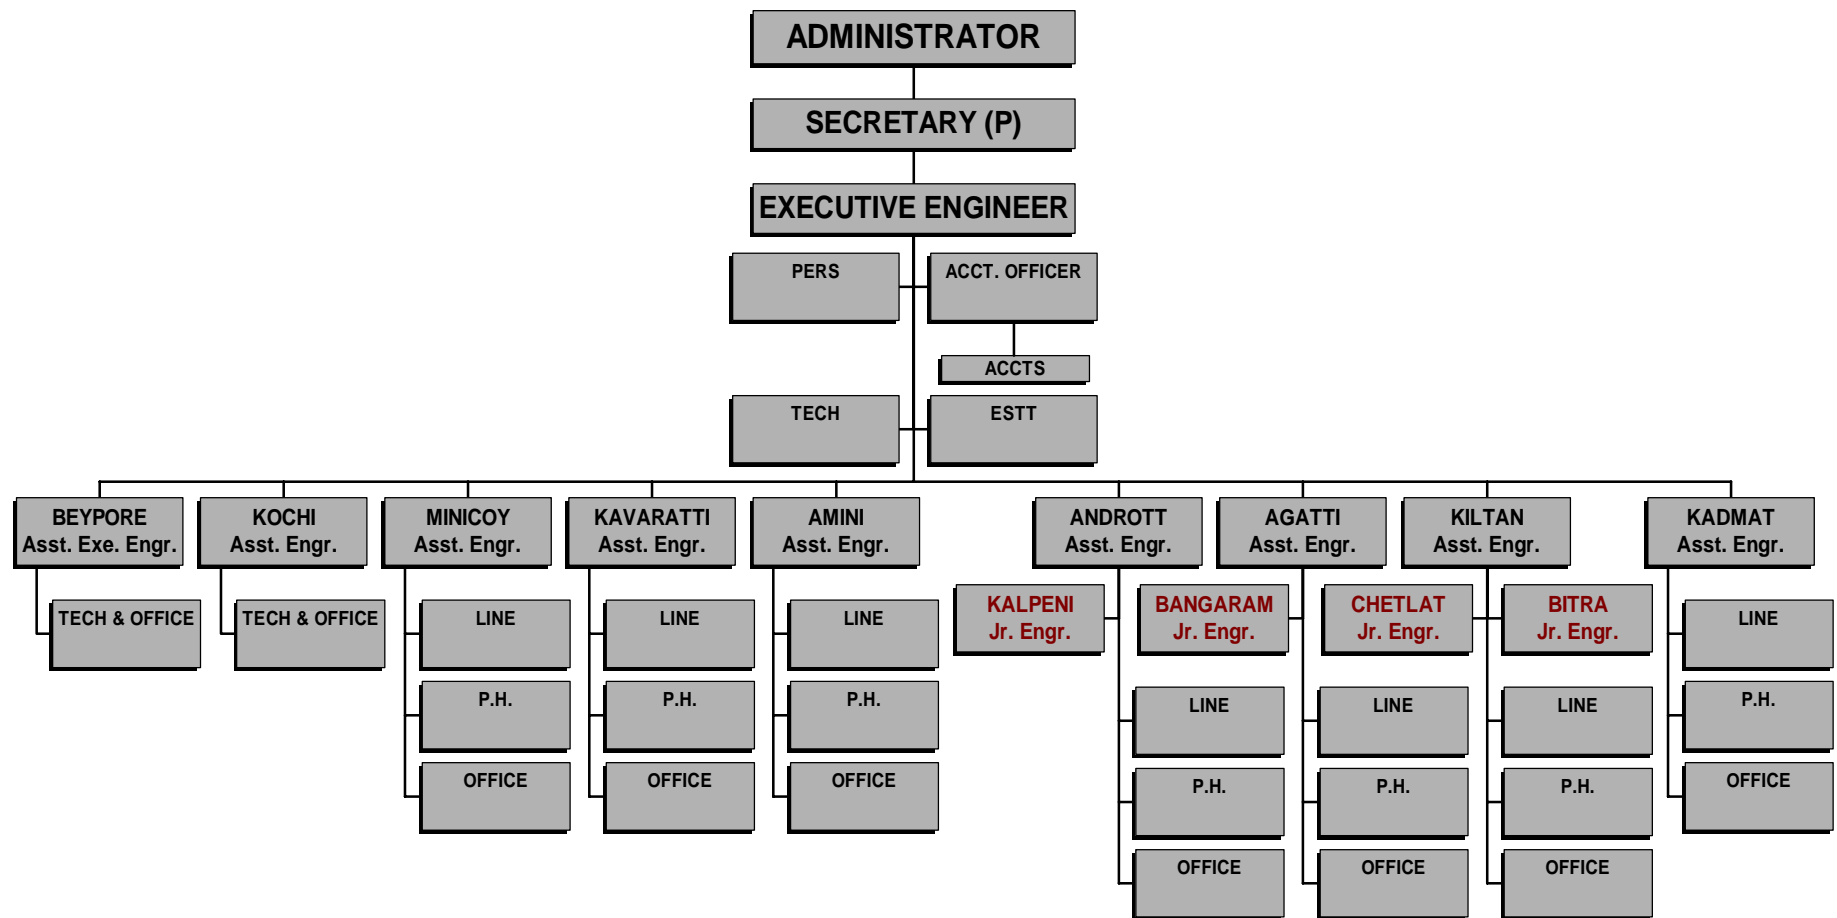 ADMINISTRATOR
SECRETARY (P)
EXECUTIVE ENGINEER
PERS
ACCT. OFFICER
ACCTS
TECH
ESTT
BEYPORE
Asst. Exe. Engr.
KOCHI
Asst. Engr.
MINICOY
Asst. Engr.
KAVARATTI
Asst. Engr.
AMINI
Asst. Engr.
ANDROTT
Asst. Engr.
AGATTI
Asst. Engr.
KILTAN
Asst. Engr.
KADMAT
Asst. Engr.
TECH & OFFICE
TECH & OFFICE
LINE
LINE
LINE
KALPENI
Jr. Engr.
BANGARAM
Jr. Engr.
CHETLAT
Jr. Engr.
BITRA
Jr. Engr.
LINE
P.H.
P.H.
P.H.
LINE
LINE
LINE
P.H.
OFFICE
OFFICE
OFFICE
P.H.
P.H.
P.H.
OFFICE
OFFICE
OFFICE
OFFICE